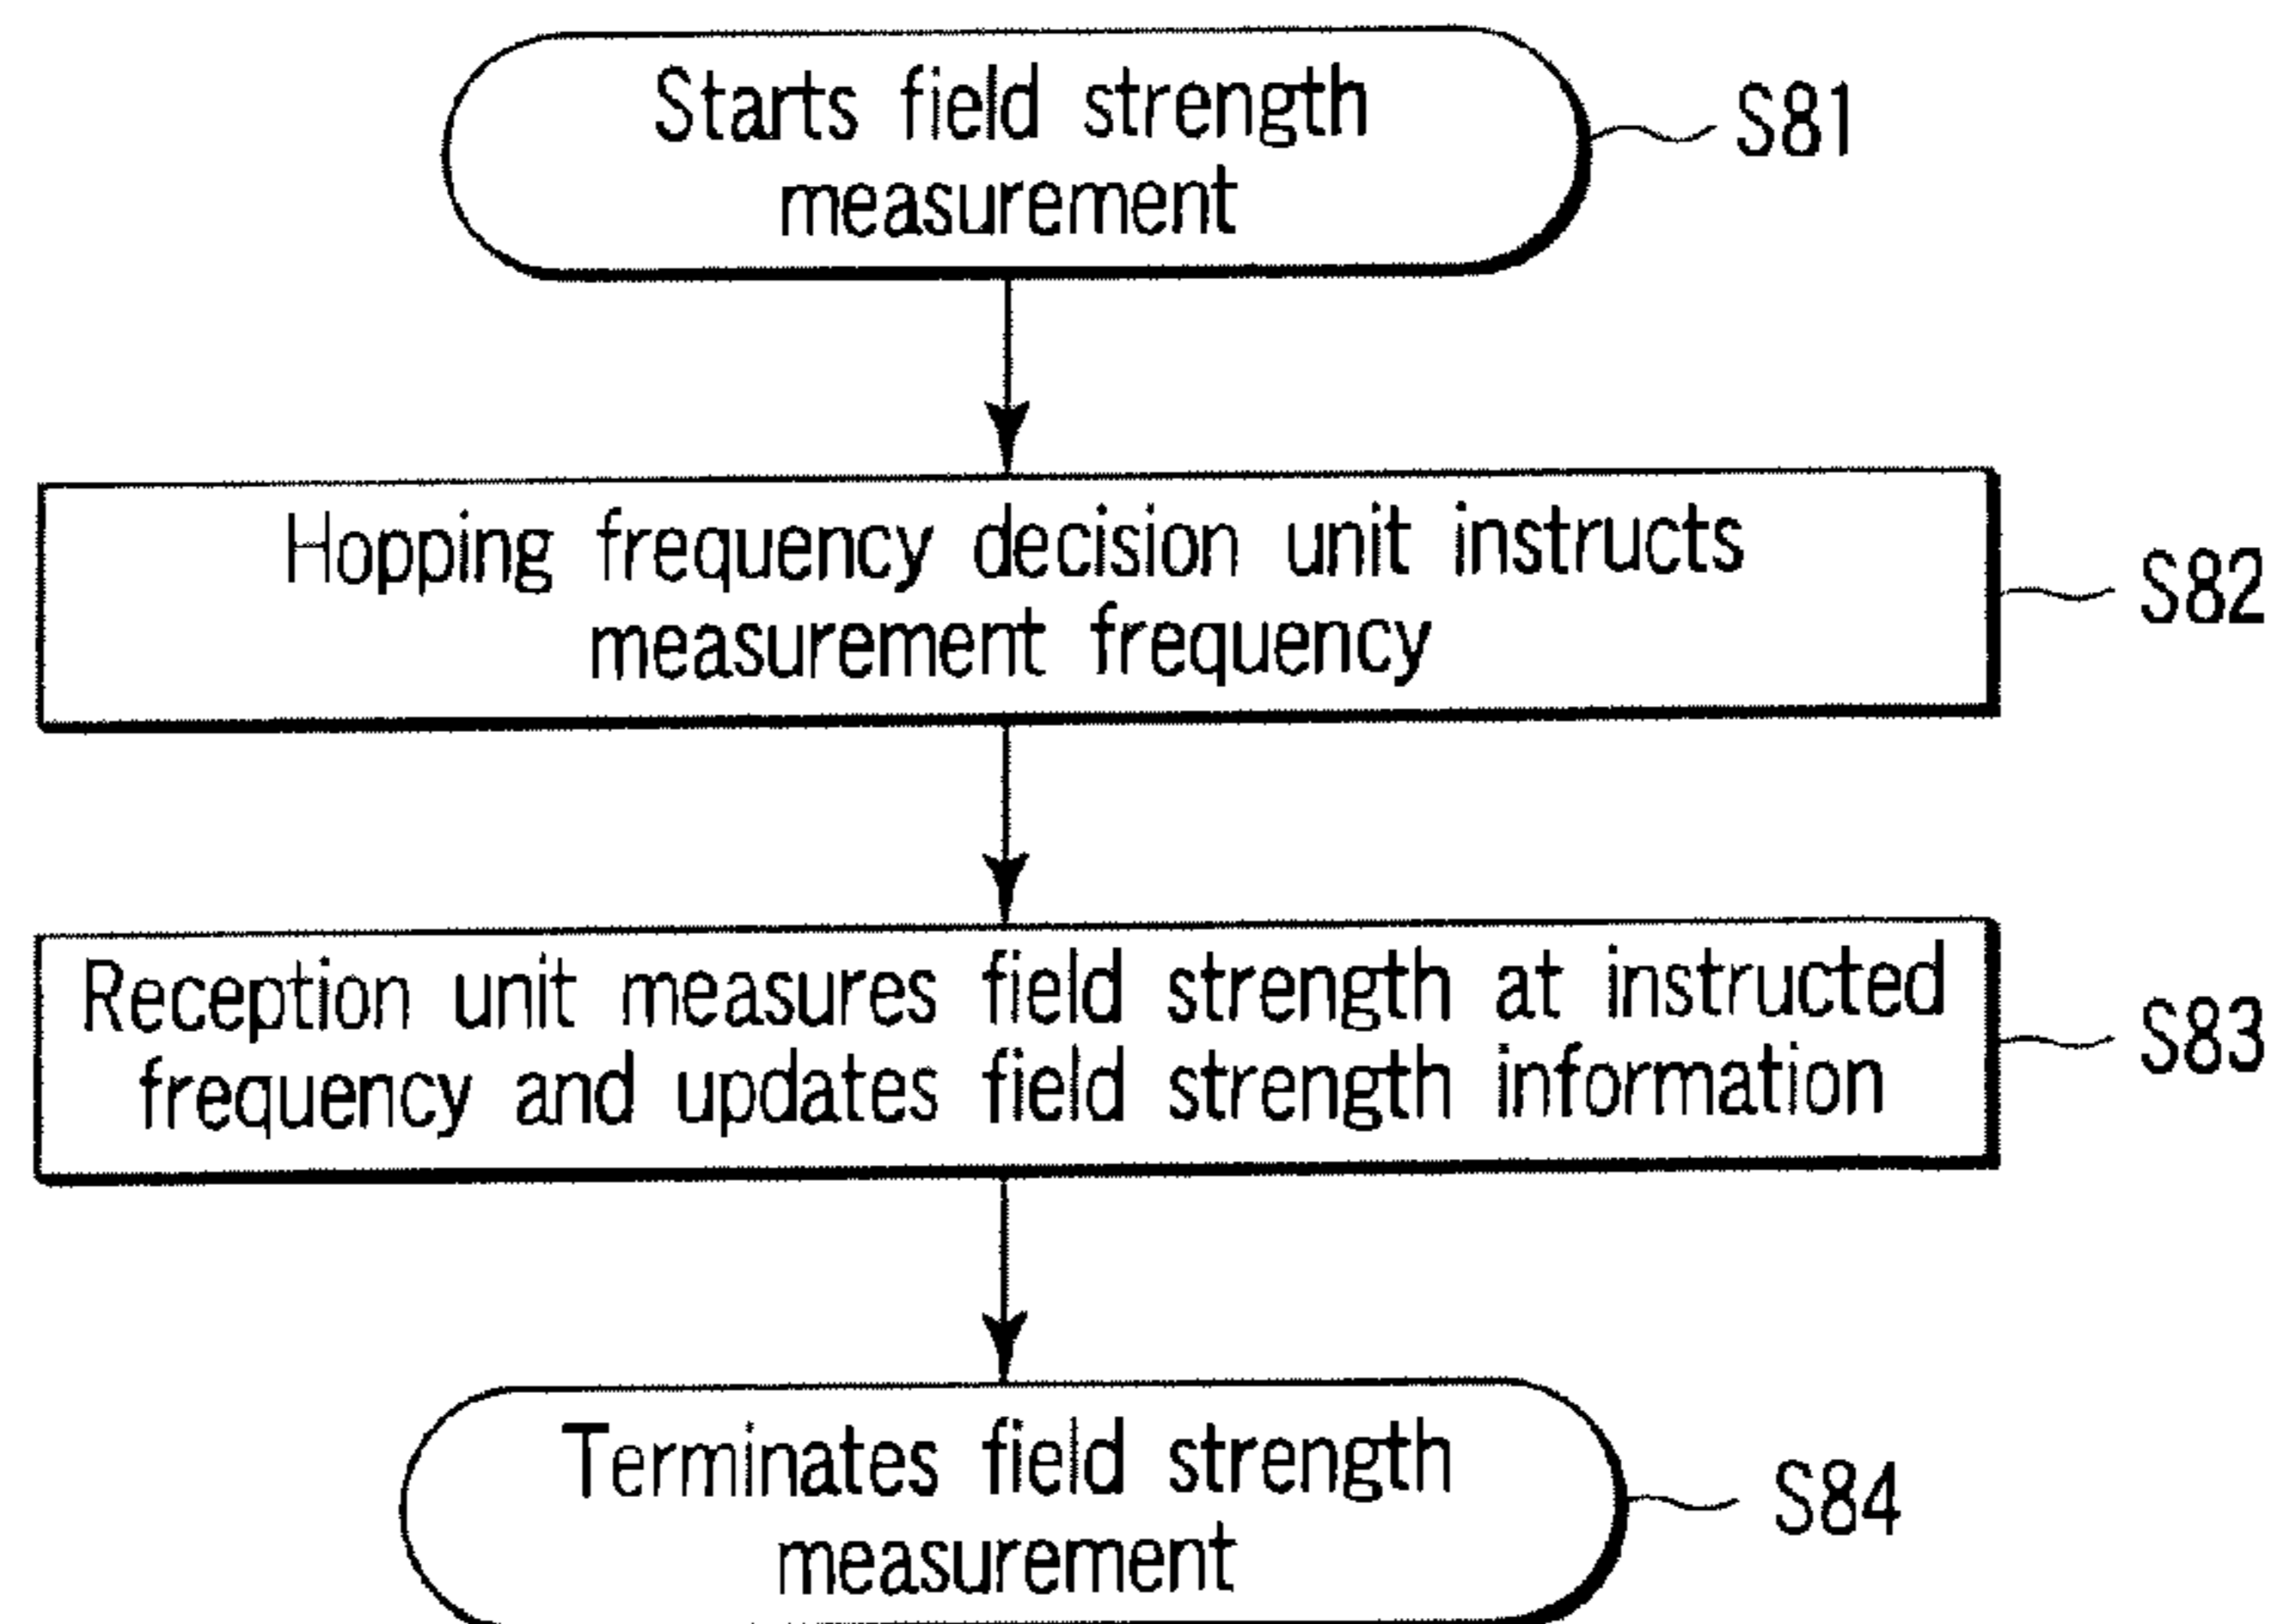 Starts field strength
measurement
S81
Hopping frequency decision unit instructs
measurement frequency
S82
Reception unit measures field strength at instructed
frequency and updates field strength information
S83
Terminates field strength
measurement
S84